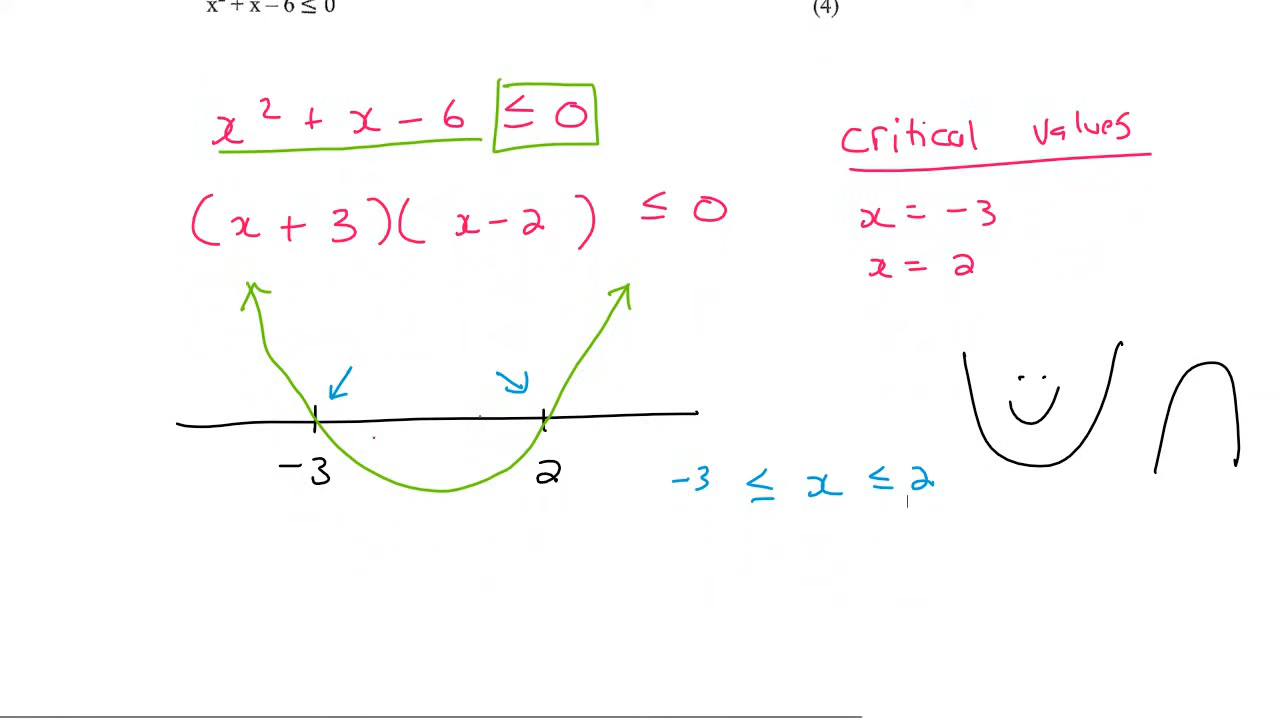 x² + x – 6 ≤ 0 (4)
x² + x – 6 ≤ 0
(x + 3)(x – 2) ≤ 0
critical values
x = –3
x = 2
–3 2
–3 ≤ x ≤ 2